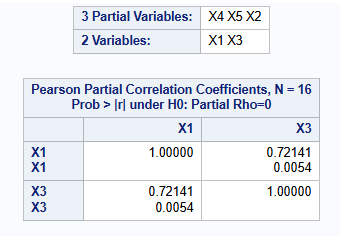 3 Partial Variables: X4 X5 X2
2 Variables: X1 X3
Pearson Partial Correlation Coefficients, N = 16
Prob > |r| under H0: Partial Rho=0
X1 X3
X1 1.00000 0.72141
X1 0.0054
X3 0.72141 1.00000
X3 0.0054